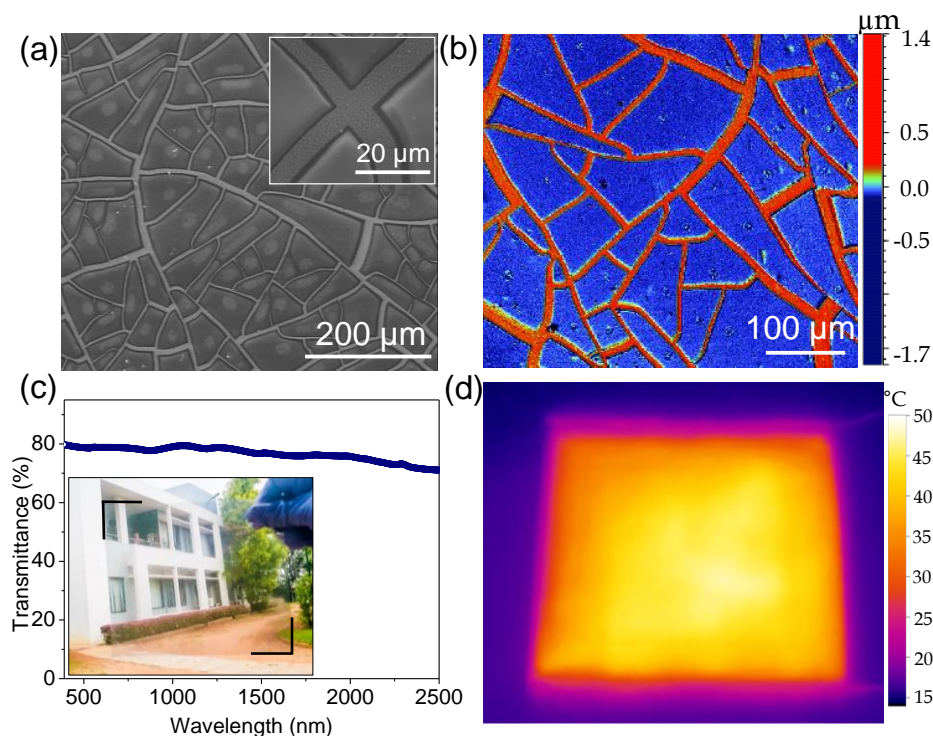 (a)
20 µm
200 µm
(b)
µm
1.4
0.5
0.0
-0.5
-1.7
100 µm
(c)
Transmittance (%)
80
60
40
20
0
500 1000 1500 2000 2500
Wavelength (nm)
(d)
°C
50
45
40
35
30
25
20
15